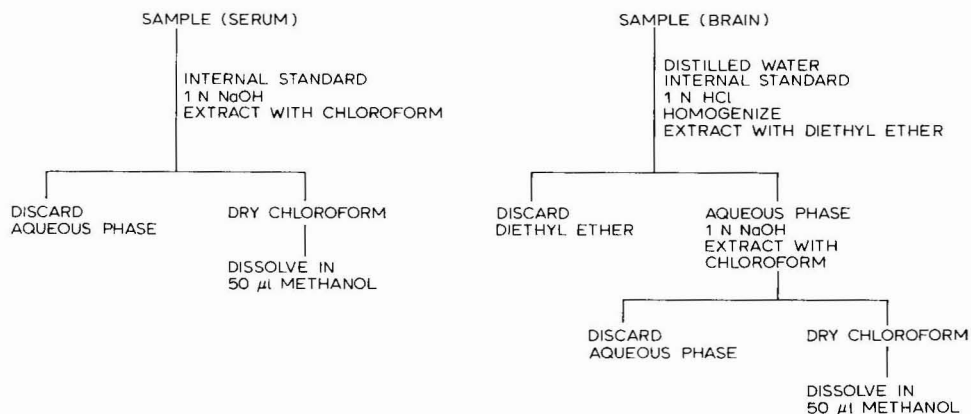 SAMPLE (SERUM)
INTERNAL STANDARD
1 N NaOH
EXTRACT WITH CHLOROFORM
DISCARD
AQUEOUS PHASE
DRY CHLOROFORM
DISSOLVE IN
50 µl METHANOL
SAMPLE (BRAIN)
DISTILLED WATER
INTERNAL STANDARD
1 N HCl
HOMOGENIZE
EXTRACT WITH DIETHYL ETHER
DISCARD
DIETHYL ETHER
AQUEOUS PHASE
1 N NaOH
EXTRACT WITH
CHLOROFORM
DISCARD
AQUEOUS PHASE
DRY CHLOROFORM
DISSOLVE IN
50 µl METHANOL